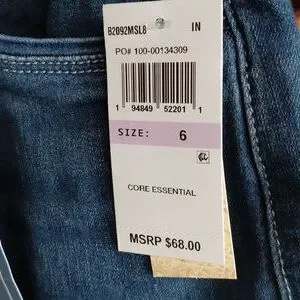 B2092MSL8 IN
PO# 100-00134309
1 94849 52201 1
SIZE: 6
CORE ESSENTIAL
MSRP $68.00